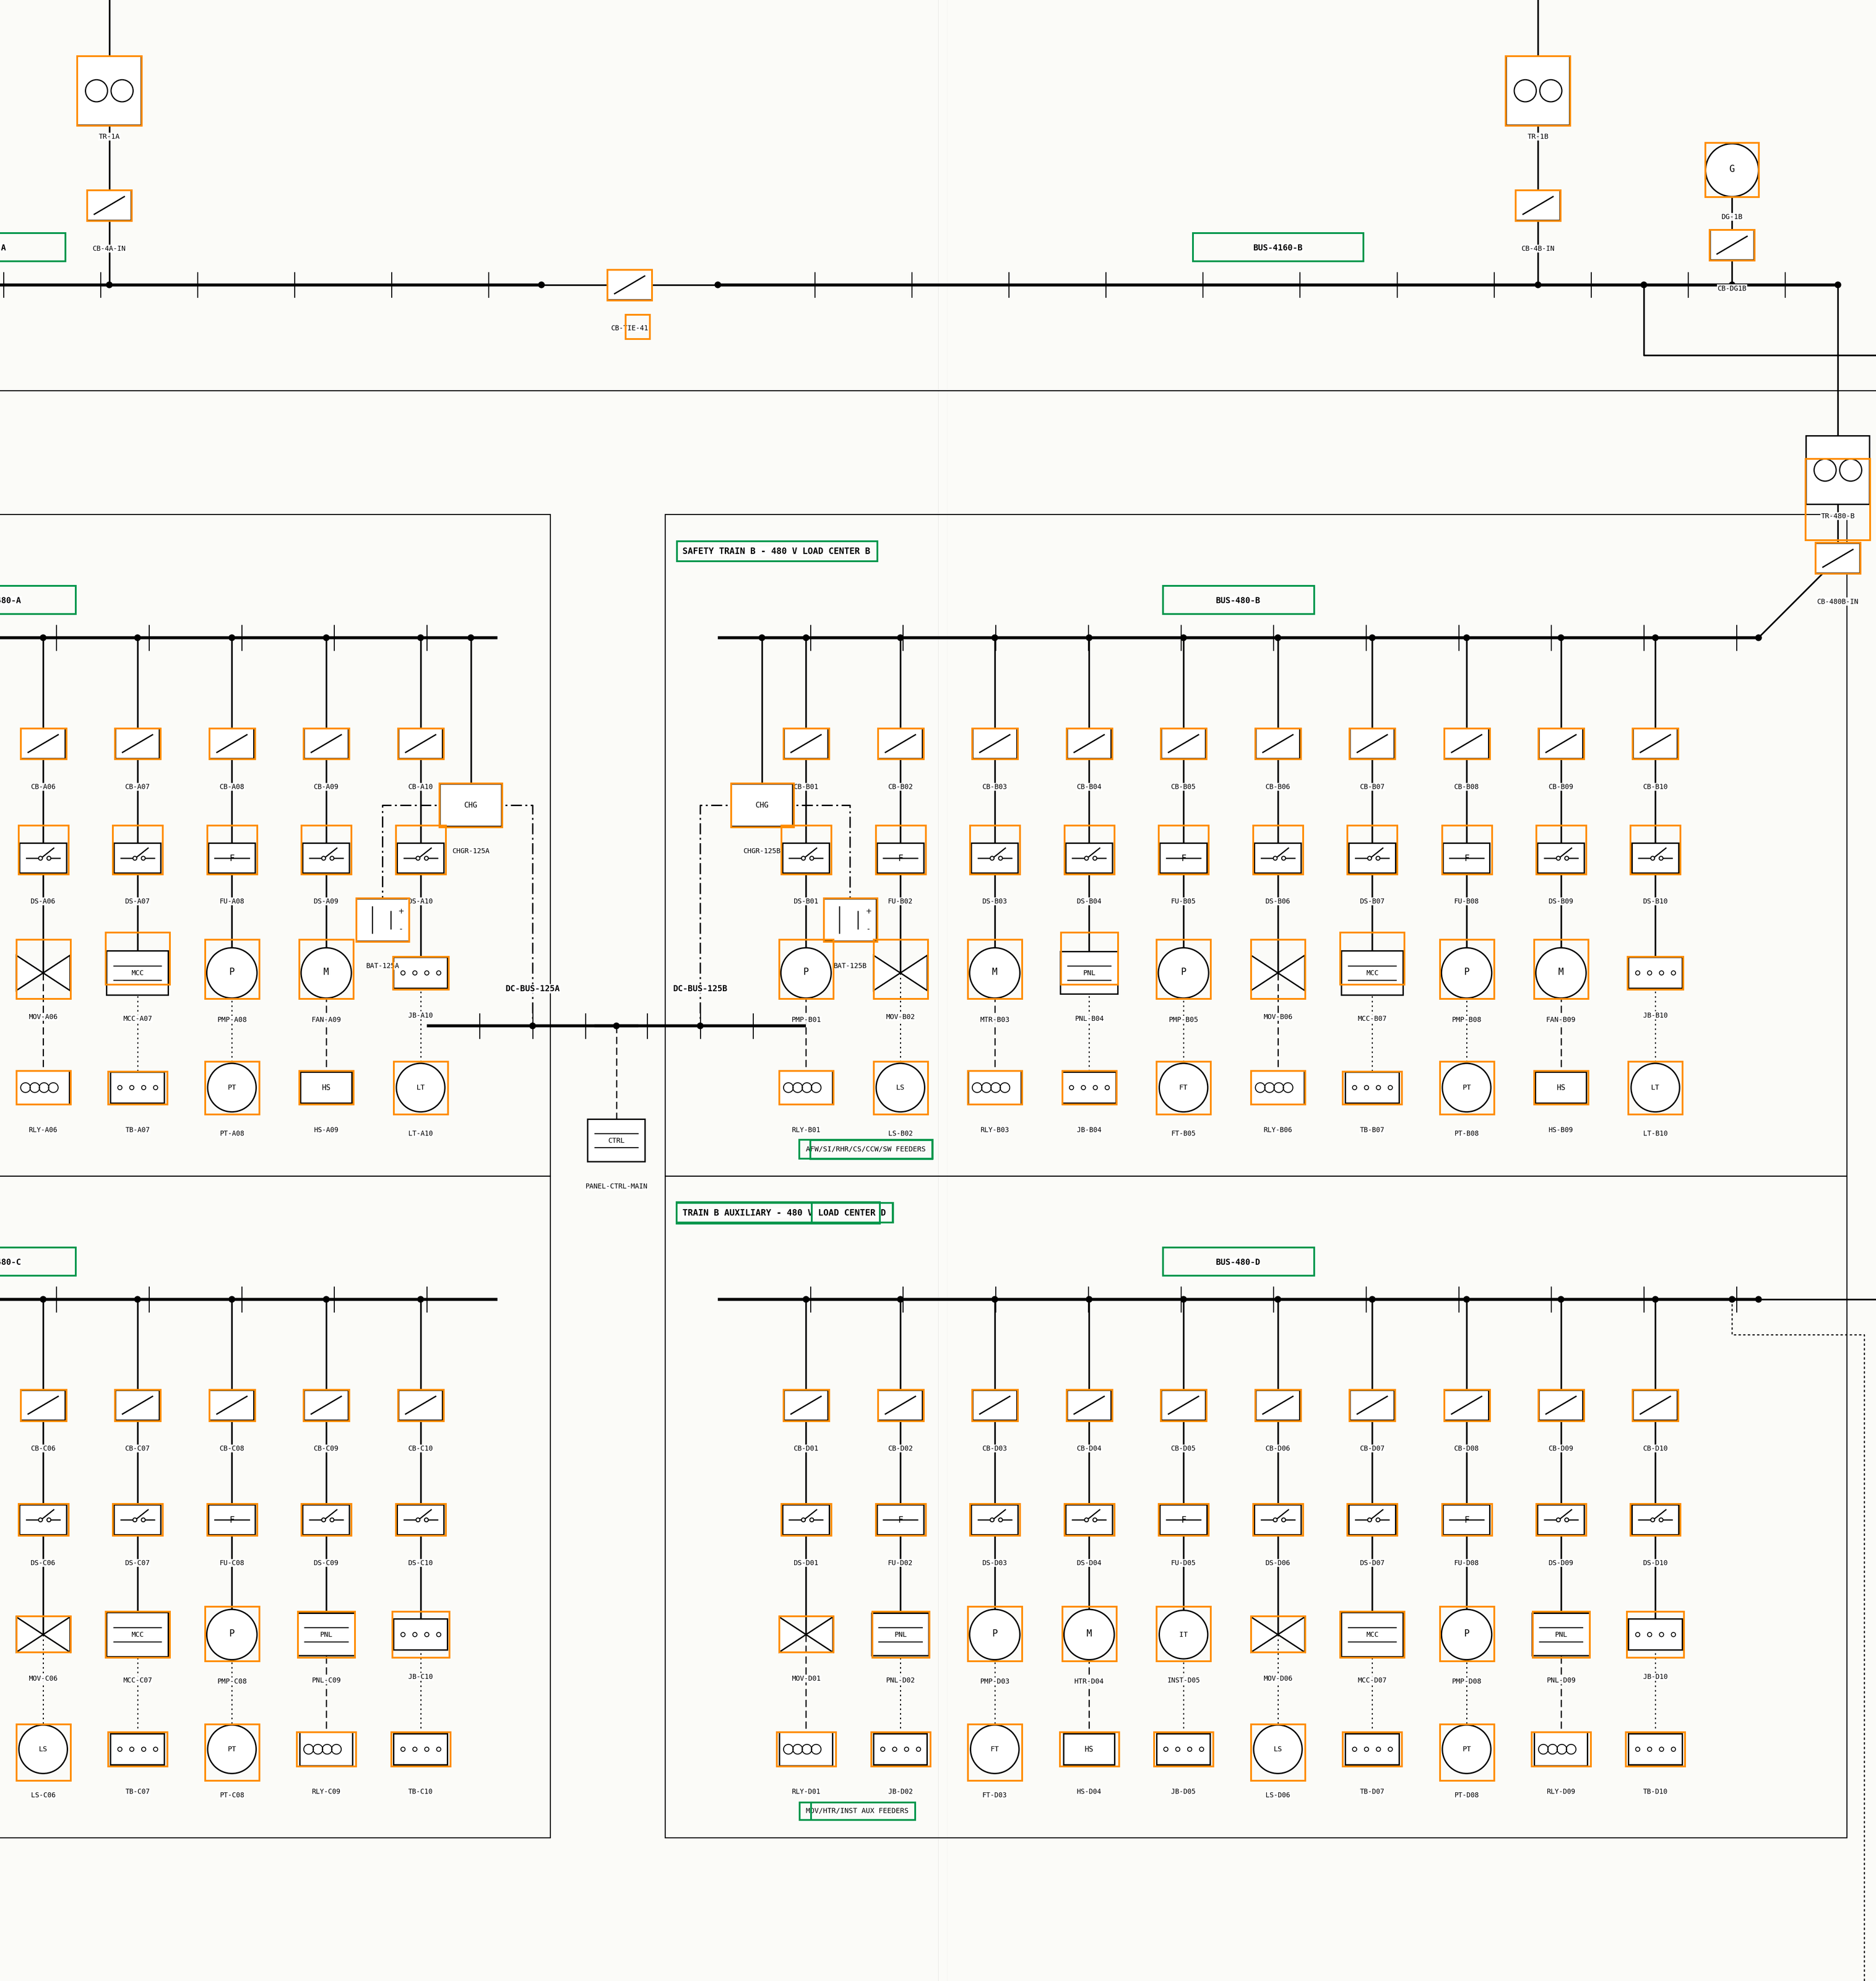 TR-1A
TR-1B
G
DG-1B
A
CB-4A-IN
BUS-4160-B
CB-4B-IN
CB-DG1B
CB-TIE-41
TR-480-B
SAFETY TRAIN B - 480 V LOAD CENTER B
80-A
BUS-480-B
CB-480B-IN
CB-A06 CB-A07 CB-A08 CB-A09 CB-A10 CB-B01 CB-B02 CB-B03 CB-B04 CB-B05 CB-B06 CB-B07 CB-B08 CB-B09 CB-B10
CHG CHG
CHGR-125A CHGR-125B
F F F F
DS-A06 DS-A07 FU-A08 DS-A09 DS-A10 DS-B01 FU-B02 DS-B03 DS-B04 FU-B05 DS-B06 DS-B07 FU-B08 DS-B09 DS-B10
+ +
- -
BAT-125A BAT-125B
MCC P M P M PNL P MCC P M
DC-BUS-125A DC-BUS-125B
MOV-A06 MCC-A07 PMP-A08 FAN-A09 JB-A10 PMP-B01 MOV-B02 MTR-B03 PNL-B04 PMP-B05 MOV-B06 MCC-B07 PMP-B08 FAN-B09 JB-B10
PT HS LT LS FT PT HS LT
RLY-A06 TB-A07 PT-A08 HS-A09 LT-A10 RLY-B01 LS-B02 RLY-B03 JB-B04 FT-B05 RLY-B06 TB-B07 PT-B08 HS-B09 LT-B10
CTRL
AFW/SI/RHR/CS/CCW/SW FEEDERS
PANEL-CTRL-MAIN
TRAIN B AUXILIARY - 480 V LOAD CENTER D
80-C
BUS-480-D
CB-C06 CB-C07 CB-C08 CB-C09 CB-C10 CB-D01 CB-D02 CB-D03 CB-D04 CB-D05 CB-D06 CB-D07 CB-D08 CB-D09 CB-D10
F F F F
DS-C06 DS-C07 FU-C08 DS-C09 DS-C10 DS-D01 FU-D02 DS-D03 DS-D04 FU-D05 DS-D06 DS-D07 FU-D08 DS-D09 DS-D10
MCC P PNL PNL P M IT MCC P PNL
MOV-C06 MCC-C07 PMP-C08 PNL-C09 JB-C10 MOV-D01 PNL-D02 PMP-D03 HTR-D04 INST-D05 MOV-D06 MCC-D07 PMP-D08 PNL-D09 JB-D10
LS PT FT HS LS PT
LS-C06 TB-C07 PT-C08 RLY-C09 TB-C10 RLY-D01 JB-D02 FT-D03 HS-D04 JB-D05 LS-D06 TB-D07 PT-D08 RLY-D09 TB-D10
MOV/HTR/INST AUX FEEDERS